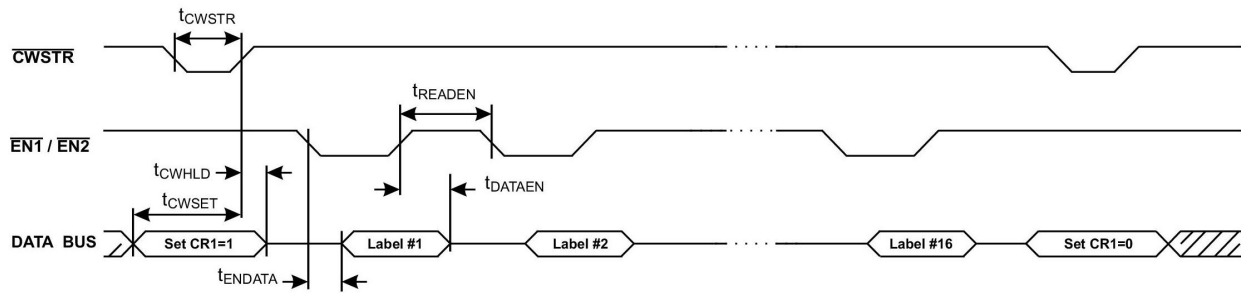 tCWSTR
CWSTR
tREADEN
EN1 / EN2
tCWHLD
tDATAEN
tCWSET
DATA BUS Set CR1=1 Label #1 Label #2 Label #16 Set CR1=0
tENDATA